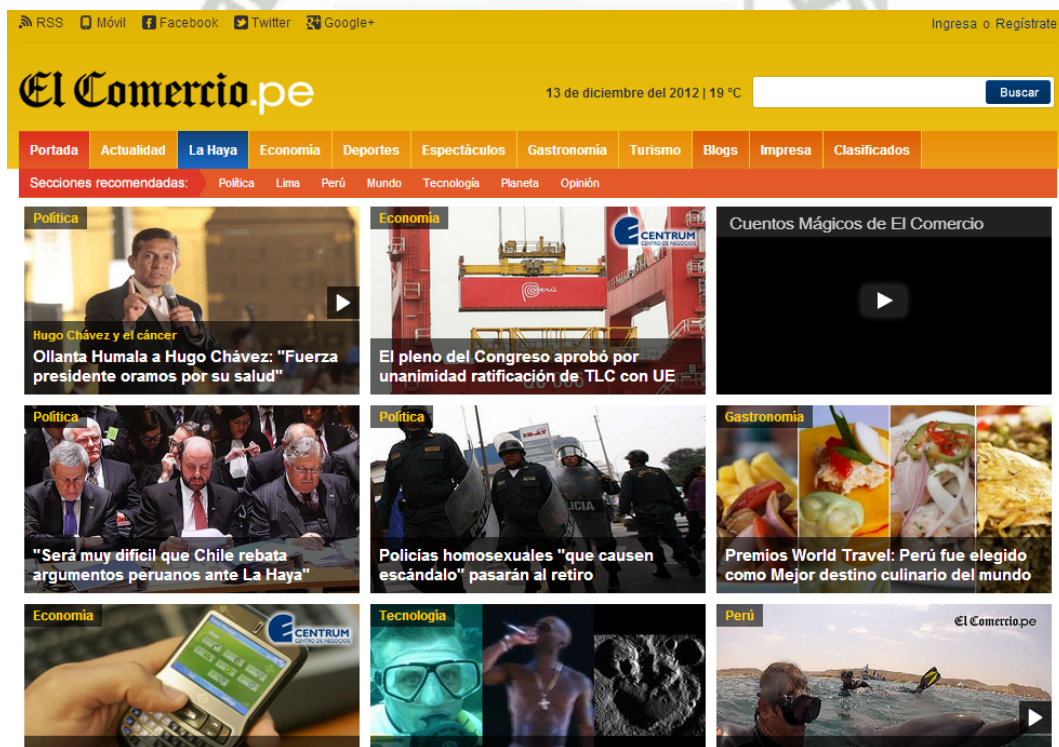 RSS Móvil Facebook Twitter Google+
Ingresa o Regístrate
El Comercio.pe
13 de diciembre del 2012 | 19 °C
Buscar
Portada Actualidad La Haya Economía Deportes Espectáculos Gastronomía Turismo Blogs Impresa Clasificados
Secciones recomendadas: Política Lima Perú Mundo Tecnología Planeta Opinión
Política
Hugo Chávez y el cáncer
Ollanta Humala a Hugo Chávez: "Fuerza
presidente oramos por su salud"
Economía
CENTRUM
CENTRO DE NEGOCIOS
Perú
El pleno del Congreso aprobó por
unanimidad ratificación de TLC con UE
Cuentos Mágicos de El Comercio
Política
"Será muy difícil que Chile rebata
argumentos peruanos ante La Haya"
Política
IBAT
POLICIA
Policías homosexuales "que causen
escándalo" pasarán al retiro
Gastronomía
Premios World Travel: Perú fue elegido
como Mejor destino culinario del mundo
Economía
CENTRUM
CENTRO DE NEGOCIOS
Tecnología
Perú
El Comercio.pe